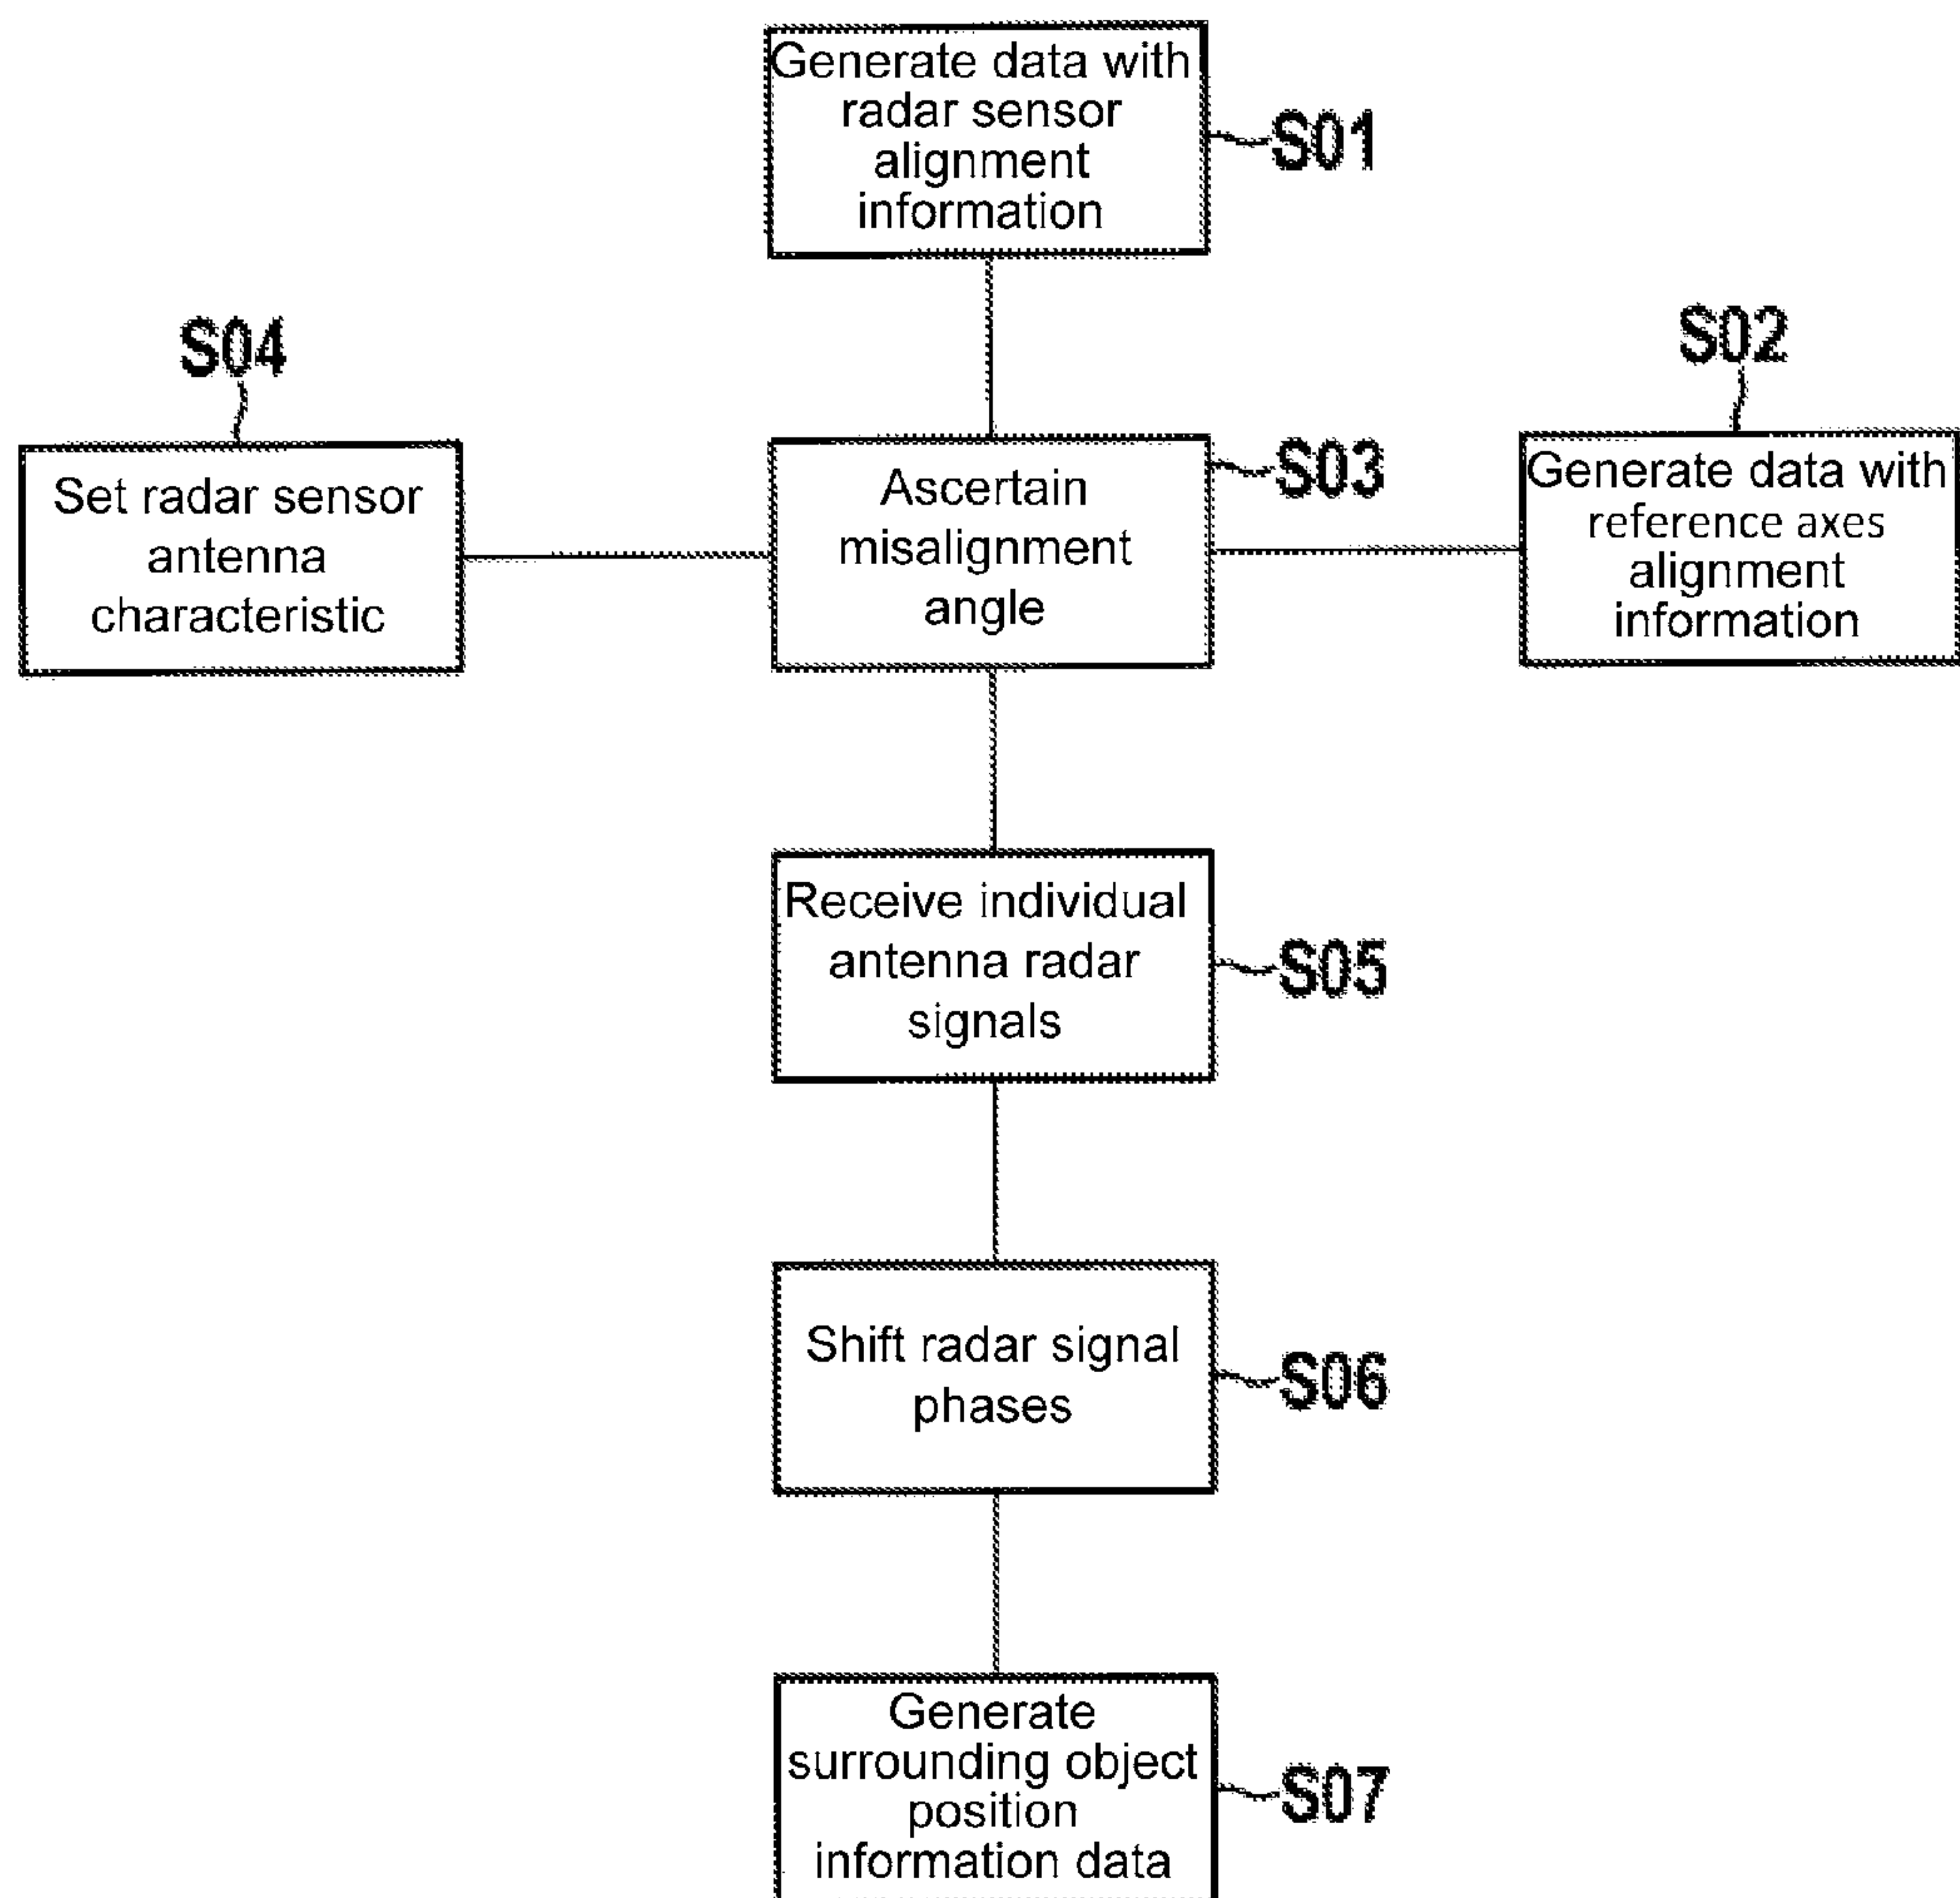 Generate data with
radar sensor
alignment
information
S01
S04
S02
Set radar sensor
antenna
characteristic
Ascertain
misalignment
angle
S03
Generate data with
reference axes
alignment
information
Receive individual
antenna radar
signals
S05
Shift radar signal
phases
S06
Generate
surrounding object
position
information data
S07